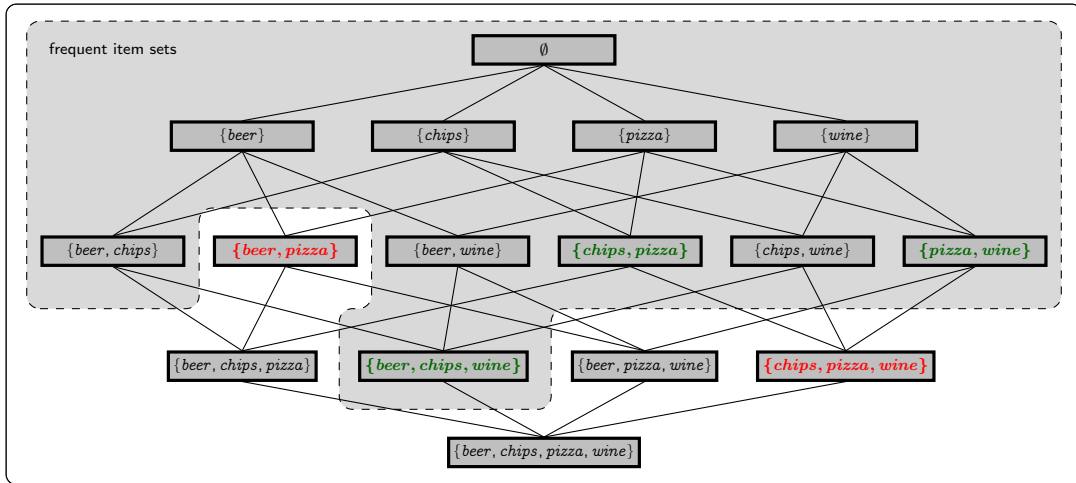 frequent item sets
∅
{beer}
{chips}
{pizza}
{wine}
{beer, chips}
{beer, pizza}
{beer, wine}
{chips, pizza}
{chips, wine}
{pizza, wine}
{beer, chips, pizza}
{beer, chips, wine}
{beer, pizza, wine}
{chips, pizza, wine}
{beer, chips, pizza, wine}